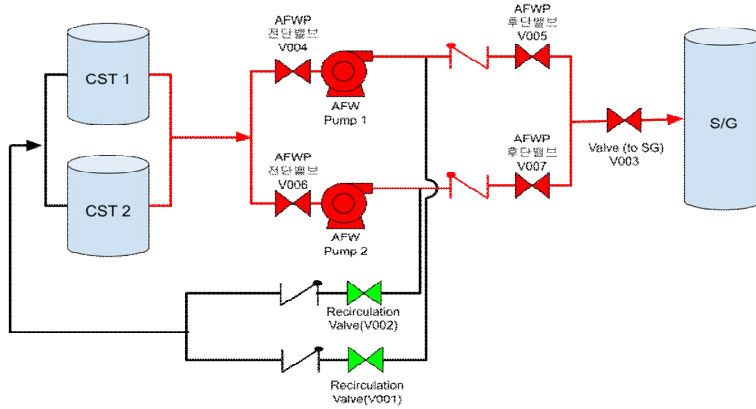 AFWP
전단밸브
V004
AFWP
후단밸브
V005
CST 1
AFW
Pump 1
S/G
Valve (to SG)
V003
AFWP
전단밸브
V006
AFWP
후단밸브
V007
CST 2
AFW
Pump 2
Recirculation
Valve(V002)
Recirculation
Valve(V001)